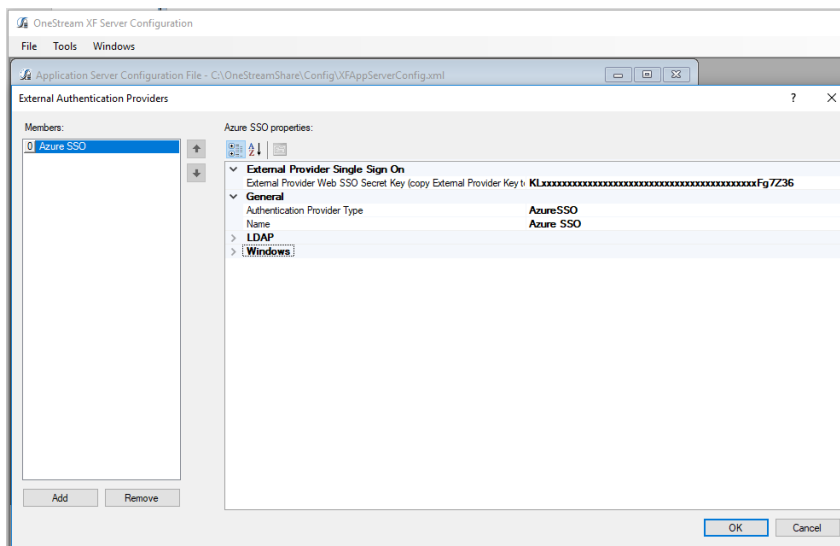 OneStream XF Server Configuration
File Tools Windows
Application Server Configuration File - C:\OneStreamShare\Config\XFAppServerConfig.xml
External Authentication Providers ?
Members: Azure SSO properties:
0 Azure SSO
External Provider Single Sign On
External Provider Web SSO Secret Key (copy External Provider Key t KLxxxxxxxxxxxxxxxxxxxxxxxxxxxxxxxxxxxxxxxxxxxFg7Z36
General
Authentication Provider Type AzureSSO
Name Azure SSO
LDAP
Windows
Add Remove
OK Cancel